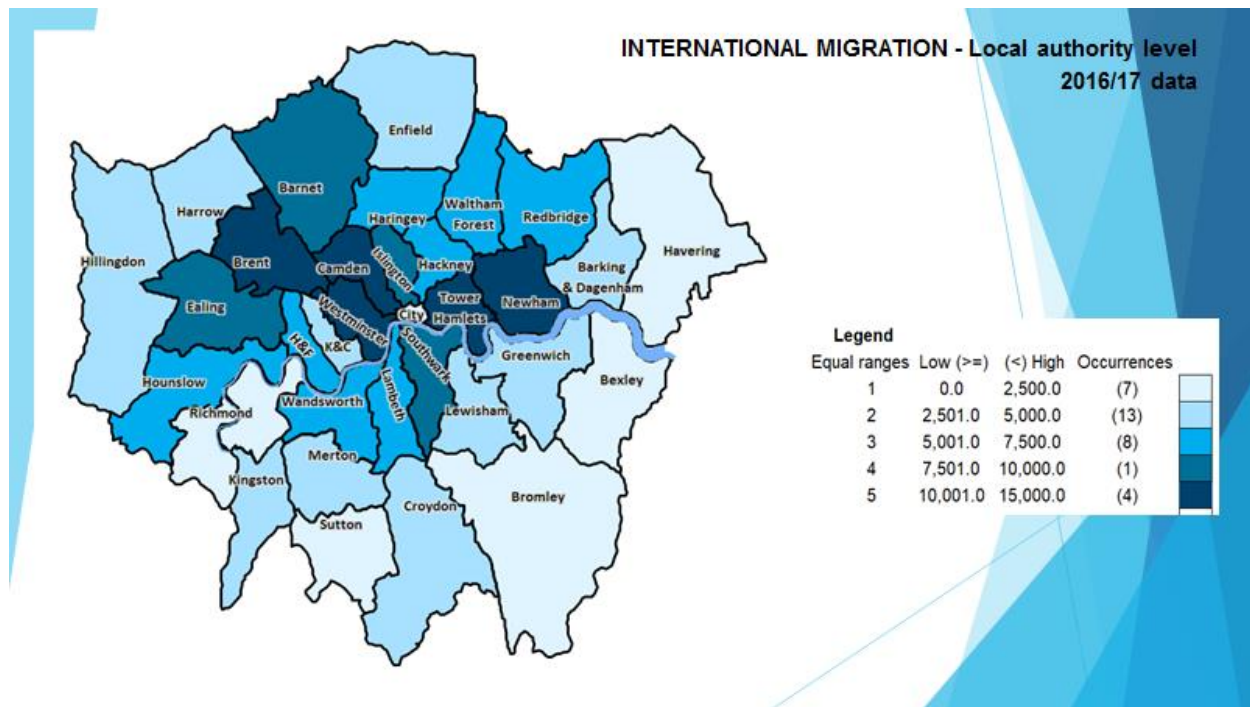 INTERNATIONAL MIGRATION - Local authority level
2016/17 data
Enfield
Barnet
Harrow
Haringey
Waltham
Forest
Redbridge
Havering
Hillingdon
Brent
Camden
Islington
Hackney
Barking
& Dagenham
Ealing
Westminster
City
Tower
Hamlets
Newham
H&F
K&C
Southwark
Greenwich
Hounslow
Bexley
Richmond
Wandsworth
Lambeth
Lewisham
Merton
Kingston
Croydon
Bromley
Sutton
Legend
Equal ranges Low (>=) (<) High Occurrences
1 0.0 2,500.0 (7)
2 2,501.0 5,000.0 (13)
3 5,001.0 7,500.0 (8)
4 7,501.0 10,000.0 (1)
5 10,001.0 15,000.0 (4)